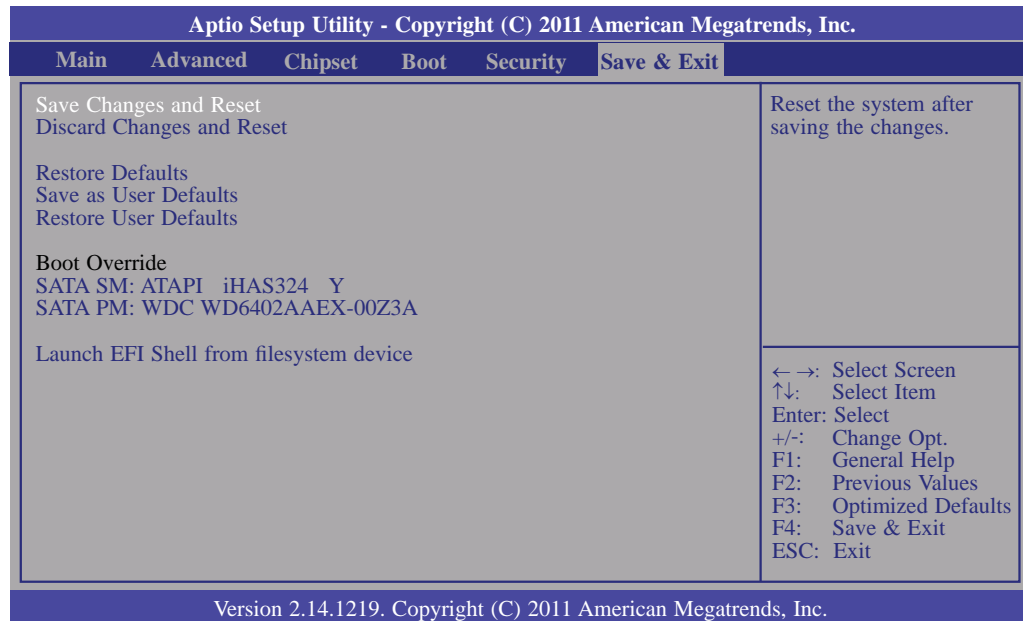 Aptio Setup Utility - Copyright (C) 2011 American Megatrends, Inc.
Main Advanced Chipset Boot Security Save & Exit
Save Changes and Reset
Discard Changes and Reset
Restore Defaults
Save as User Defaults
Restore User Defaults
Boot Override
SATA SM: ATAPI iHAS324 Y
SATA PM: WDC WD6402AAEX-00Z3A
Launch EFI Shell from filesystem device
Reset the system after
saving the changes.
← →: Select Screen
↑↓: Select Item
Enter: Select
+/-: Change Opt.
F1: General Help
F2: Previous Values
F3: Optimized Defaults
F4: Save & Exit
ESC: Exit
Version 2.14.1219. Copyright (C) 2011 American Megatrends, Inc.